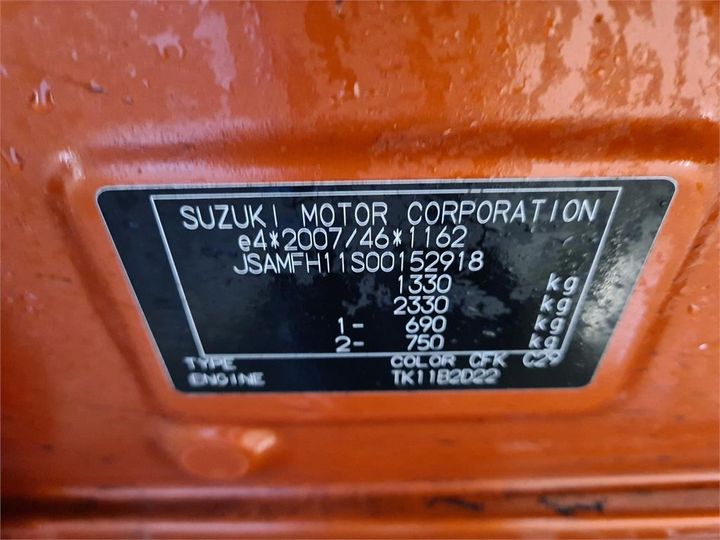 SUZUKI MOTOR CORPORATION
e4*2007/46*1162
JSAMFH11S00152918
1330 kg
2330 kg
1- 690 kg
2- 750 kg
TYPE COLOR CFK C29
ENGINE TK11B2D22